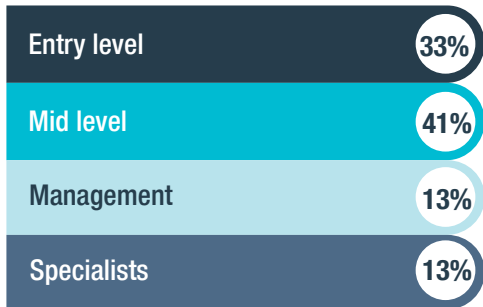 Entry level 33%
Mid level 41%
Management 13%
Specialists 13%